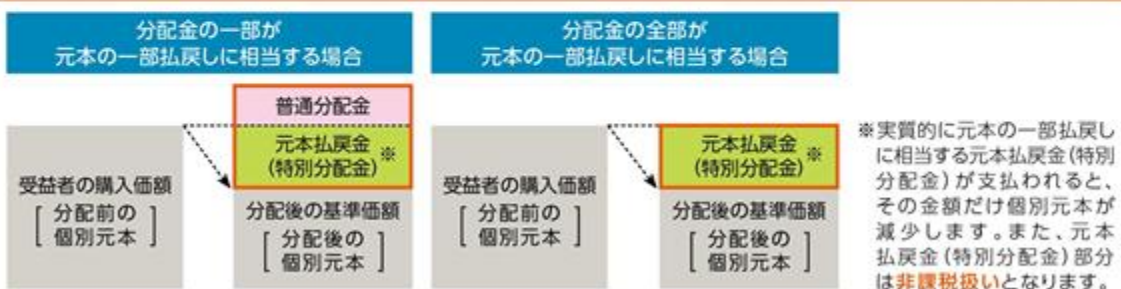 分配金の一部が
元本の一部払戻しに相当する場合
普通分配金
元本払戻金
(特別分配金)※
受益者の購入価額
[分配前の
個別元本]
分配後の基準価額
[分配後の
個別元本]
分配金の全部が
元本の一部払戻しに相当する場合
元本払戻金
(特別分配金)※
受益者の購入価額
[分配前の
個別元本]
分配後の基準価額
[分配後の
個別元本]
※実質的に元本の一部払戻し
に相当する元本払戻金(特別
分配金)が支払われると、
その金額だけ個別元本が
減少します。また、元本
払戻金(特別分配金)部分
は非課税扱いとなります。